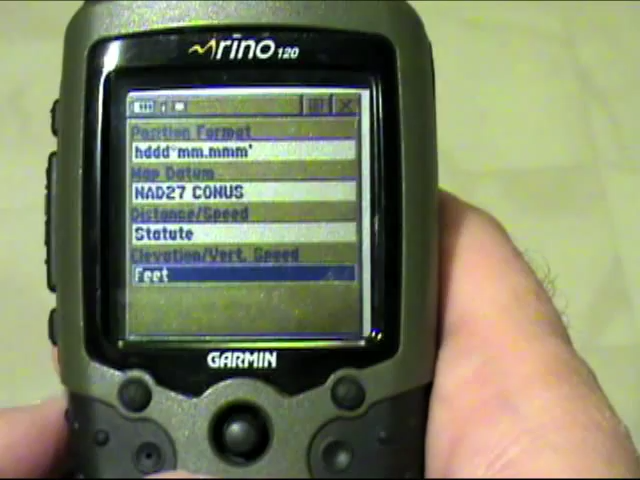 rino 120
Position Format
hddd°mm.mmm'
Map Datum
NAD27 CONUS
Distance/Speed
Statute
Elevation/Vert. Speed
Feet
GARMIN